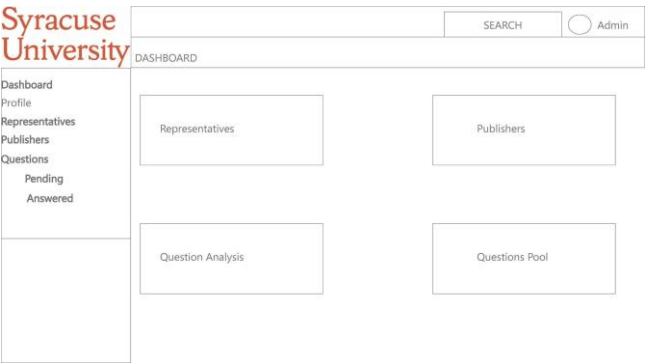 Syracuse
University
SEARCH
Admin
DASHBOARD
Dashboard
Profile
Representatives
Publishers
Questions
Pending
Answered
Representatives
Publishers
Question Analysis
Questions Pool